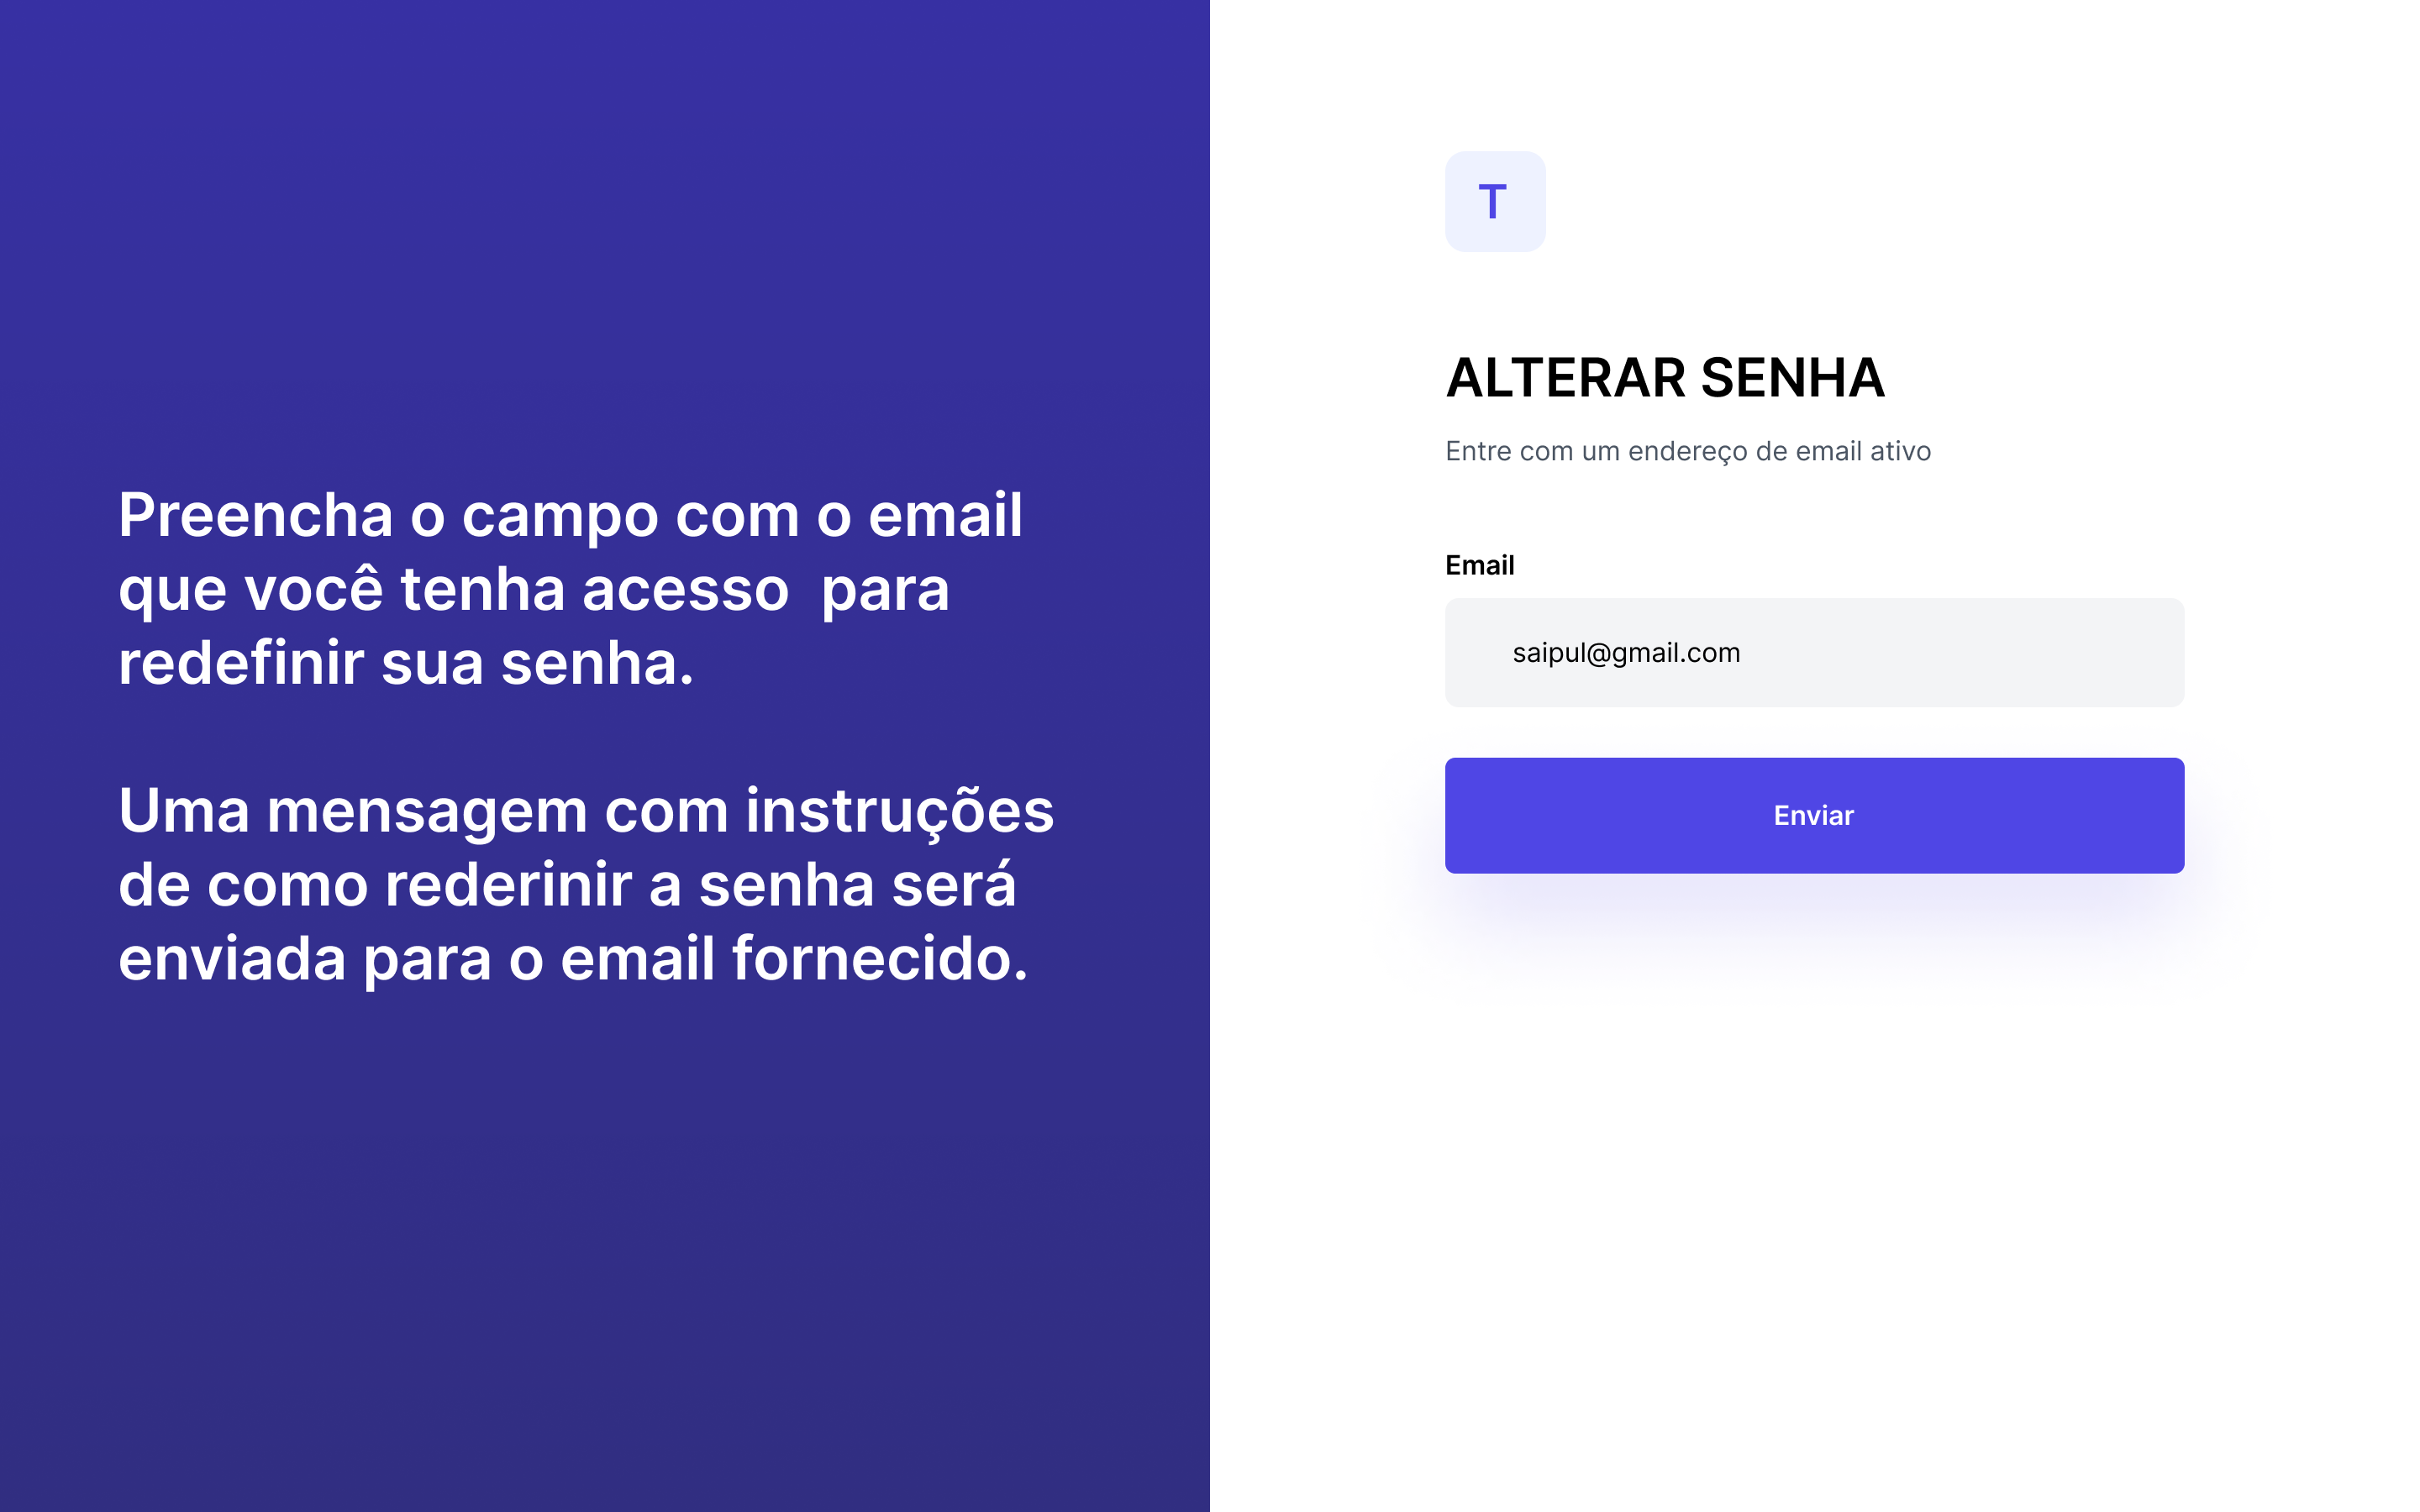 Preencha o campo com o email
que você tenha acesso  para
redefinir sua senha.
Uma mensagem com instruções
de como rederinir a senha será
enviada para o email fornecido.
T
ALTERAR SENHA
Entre com um endereço de email ativo
Email
saipul@gmail.com
Enviar